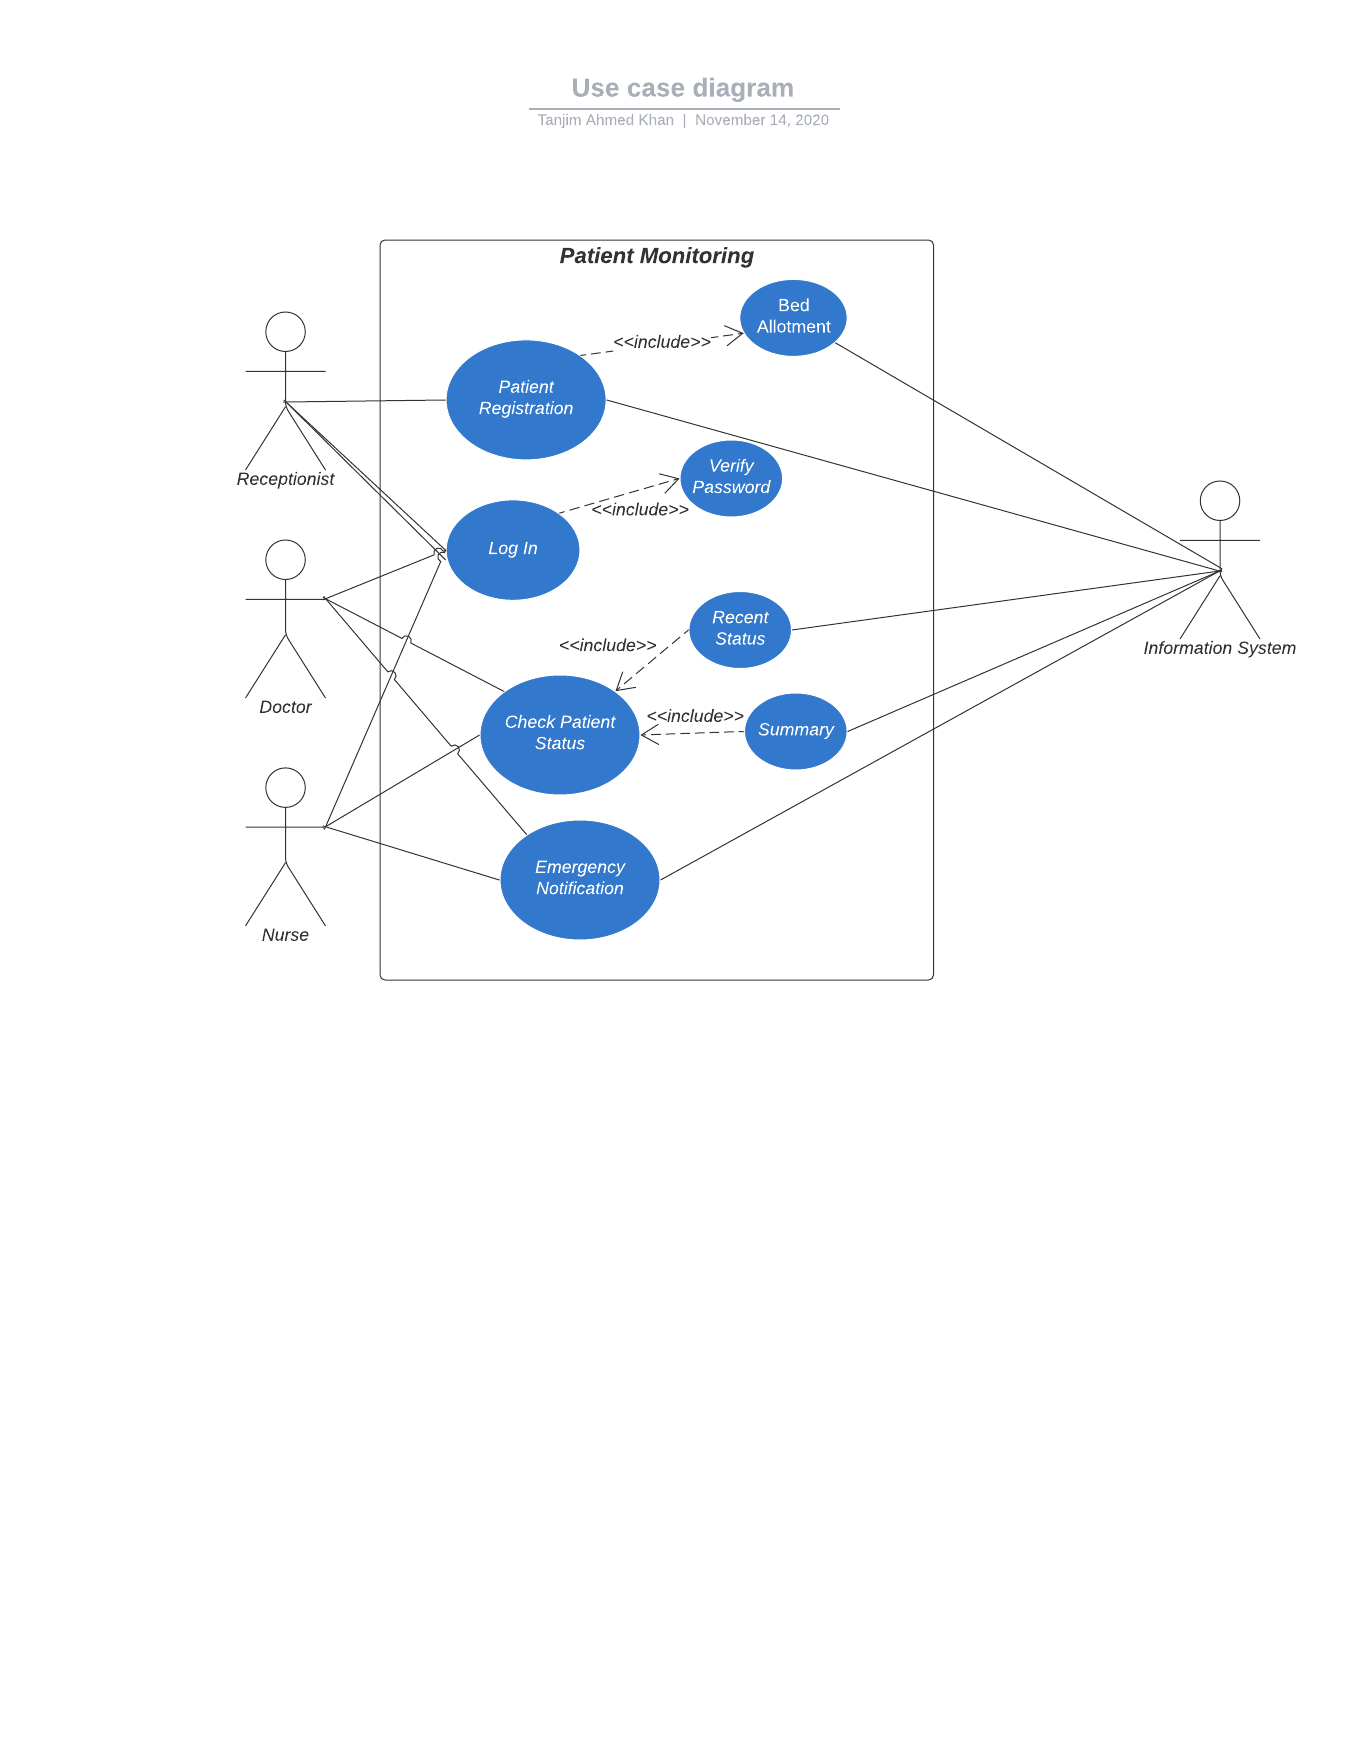 Use case diagram
Tanjim Ahmed Khan | November 14, 2020
Patient Monitoring
Bed
Allotment
<<include>>
Patient
Registration
Receptionist
Verify
Password
<<include>>
Log In
Information System
Doctor
Recent
Status
<<include>>
Check Patient
Status
<<include>>
Summary
Emergency
Notification
Nurse